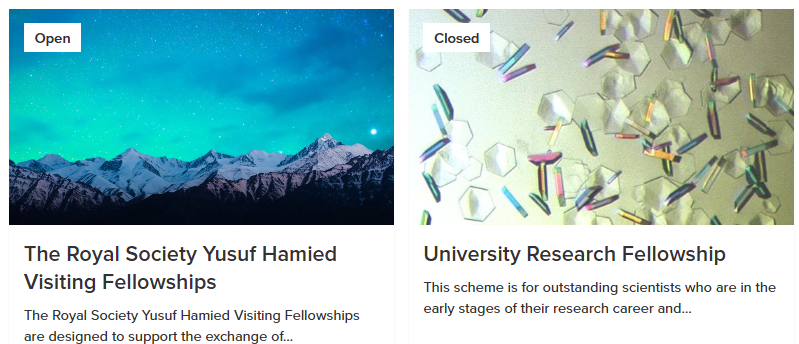 Open
The Royal Society Yusuf Hamied
Visiting Fellowships
The Royal Society Yusuf Hamied Visiting Fellowships
are designed to support the exchange of...
Closed
University Research Fellowship
This scheme is for outstanding scientists who are in the
early stages of their research career and...